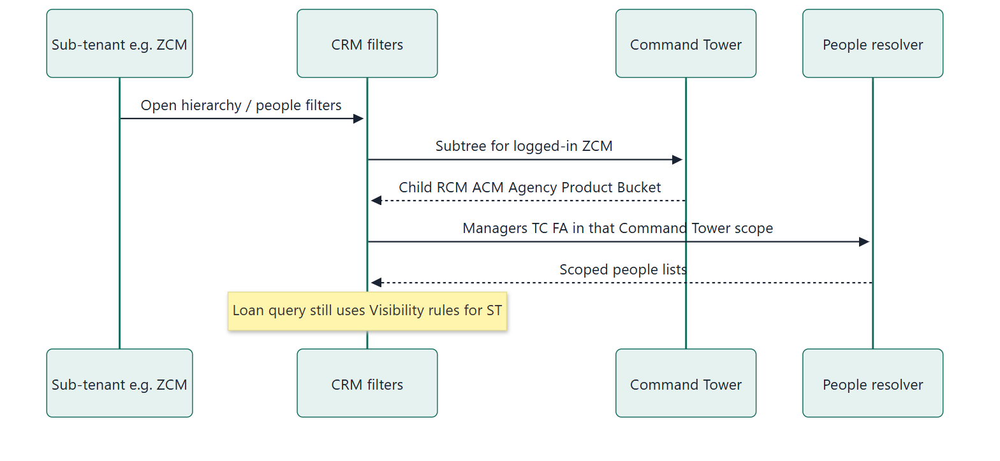 Sub-tenant e.g. ZCM
CRM filters
Command Tower
People resolver
Open hierarchy / people filters
Subtree for logged-in ZCM
Child RCM ACM Agency Product Bucket
Managers TC FA in that Command Tower scope
Scoped people lists
Loan query still uses Visibility rules for ST
Sub-tenant e.g. ZCM
CRM filters
Command Tower
People resolver